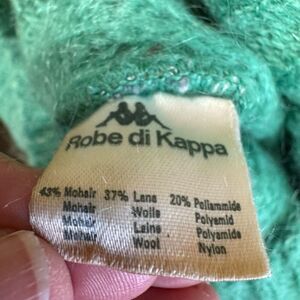 Robe di Kappa
43% Mohair 37% Lana 20% Poliammide
Mohair Wolle Polyamid
Mohair Laine Polyamide
Mohair Wool Nylon